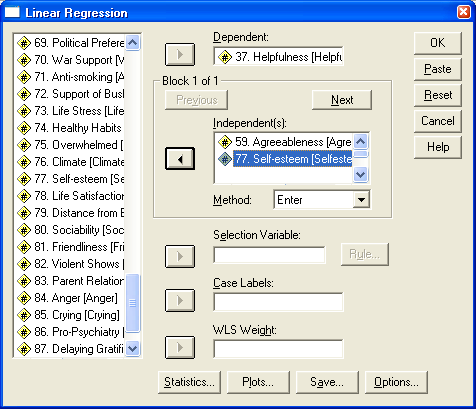 Linear Regression
69. Political Prefere
70. War Support [W
71. Anti-smoking [A
72. Support of Busl
73. Life Stress [Life
74. Healthy Habits
75. Overwhelmed [
76. Climate [Climate
77. Self-esteem [Se
78. Life Satisfaction
79. Distance from E
80. Sociability [Soci
81. Friendliness [Fri
82. Violent Shows [
83. Parent Relation
84. Anger [Anger]
85. Crying [Crying]
86. Pro-Psychiatry [
87. Delaying Gratifi
Dependent:
37. Helpfulness [Helpfu
Block 1 of 1
Previous
Next
Independent(s):
59. Agreeableness [Agre
77. Self-esteem [Selfeste
Method:
Enter
Selection Variable:
Rule...
Case Labels:
WLS Weight:
Statistics...
Plots...
Save...
Options...
OK
Paste
Reset
Cancel
Help